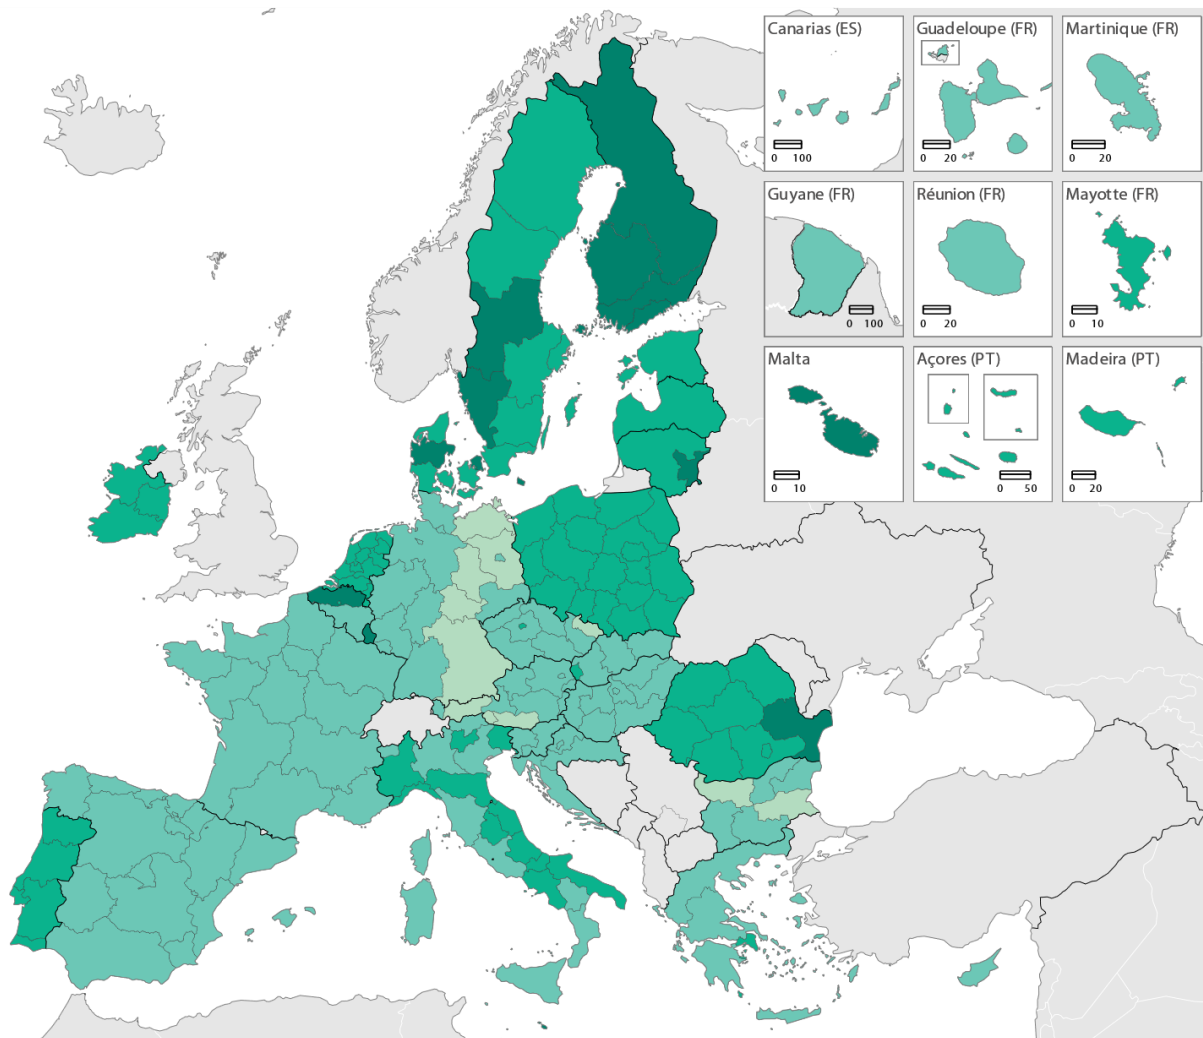 Canarias (ES)
0 100
Guadeloupe (FR)
0 20
Martinique (FR)
0 20
Guyane (FR)
0 100
Réunion (FR)
0 20
Mayotte (FR)
0 10
Malta
0 10
Açores (PT)
0 50
Madeira (PT)
0 20